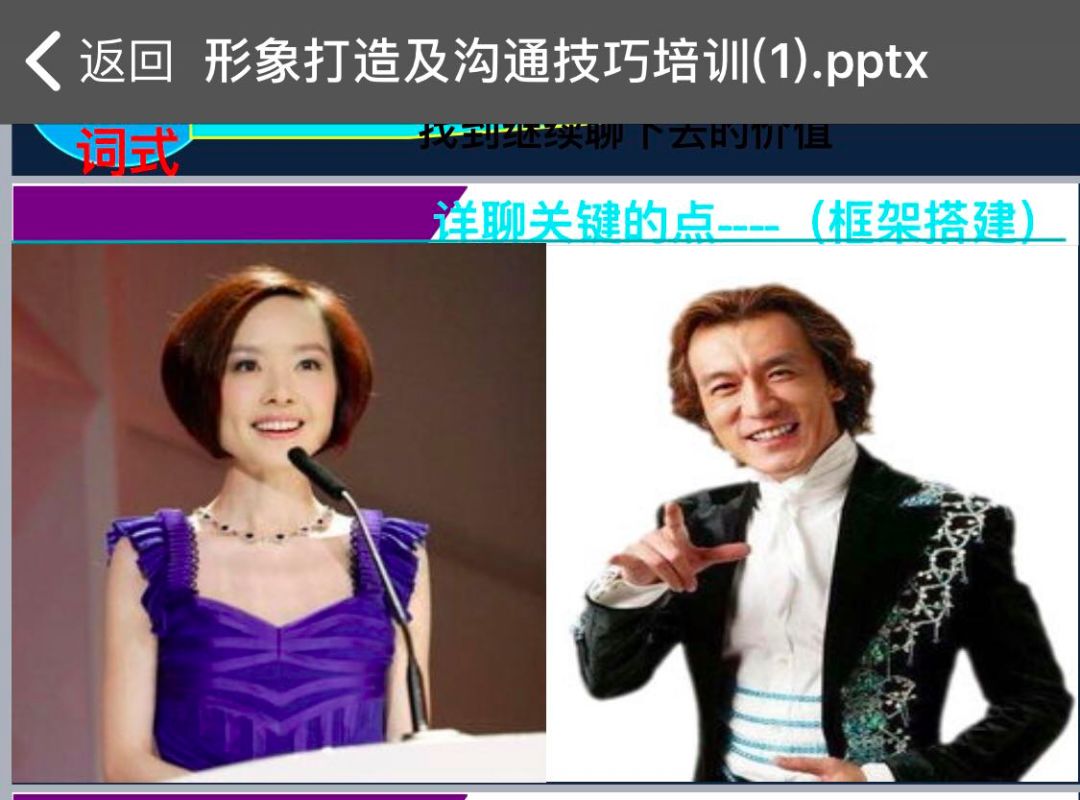 返回 形象打造及沟通技巧培训(1).pptx
词式
找到继续聊下去的价值
详聊关键的点----（框架搭建）